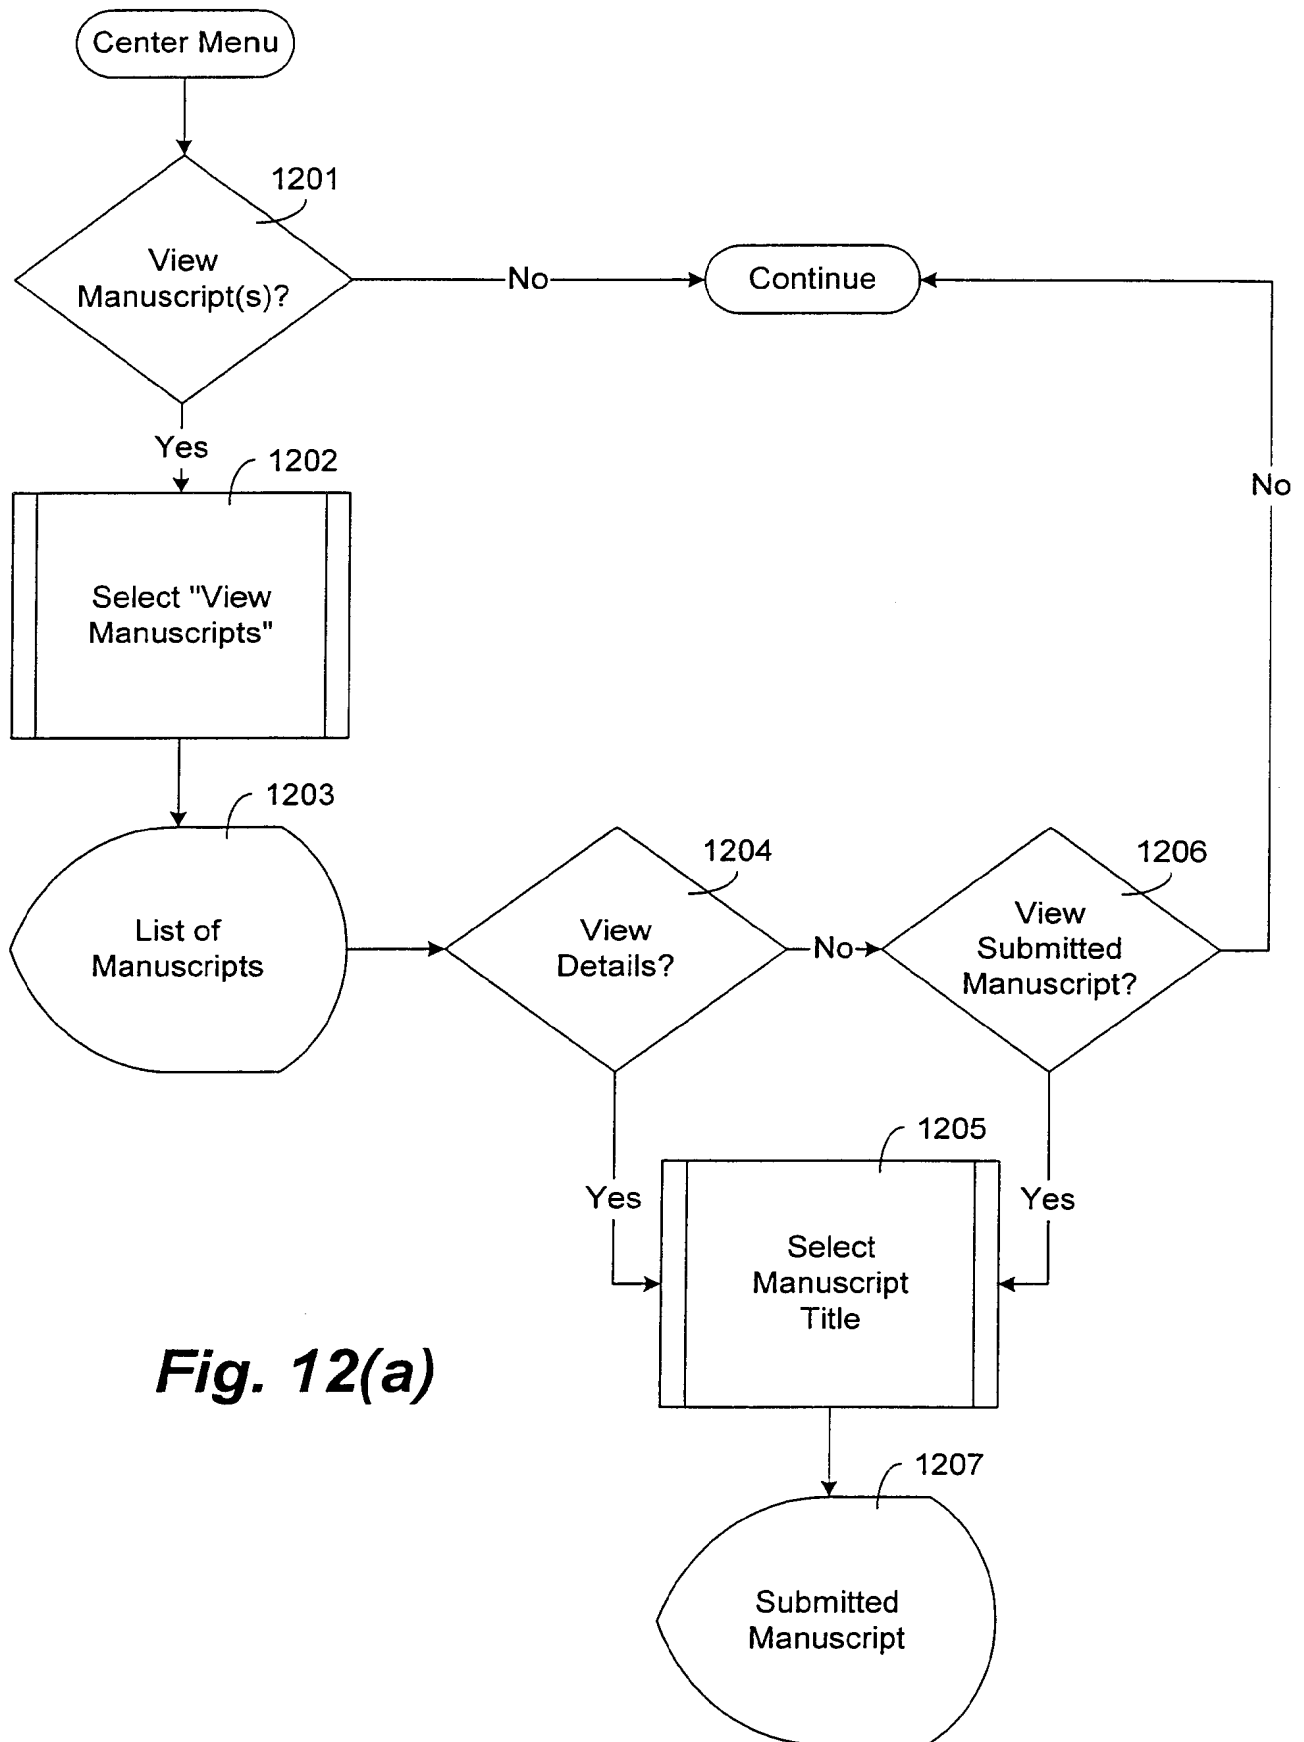 Center Menu
1201
View
Manuscript(s)?
No
Continue
Yes
1202
No
Select "View
Manuscripts"
1203
List of
Manuscripts
1204
View
Details?
No
1206
View
Submitted
Manuscript?
1205
Yes
Yes
Select
Manuscript
Title
Fig. 12(a)
1207
Submitted
Manuscript